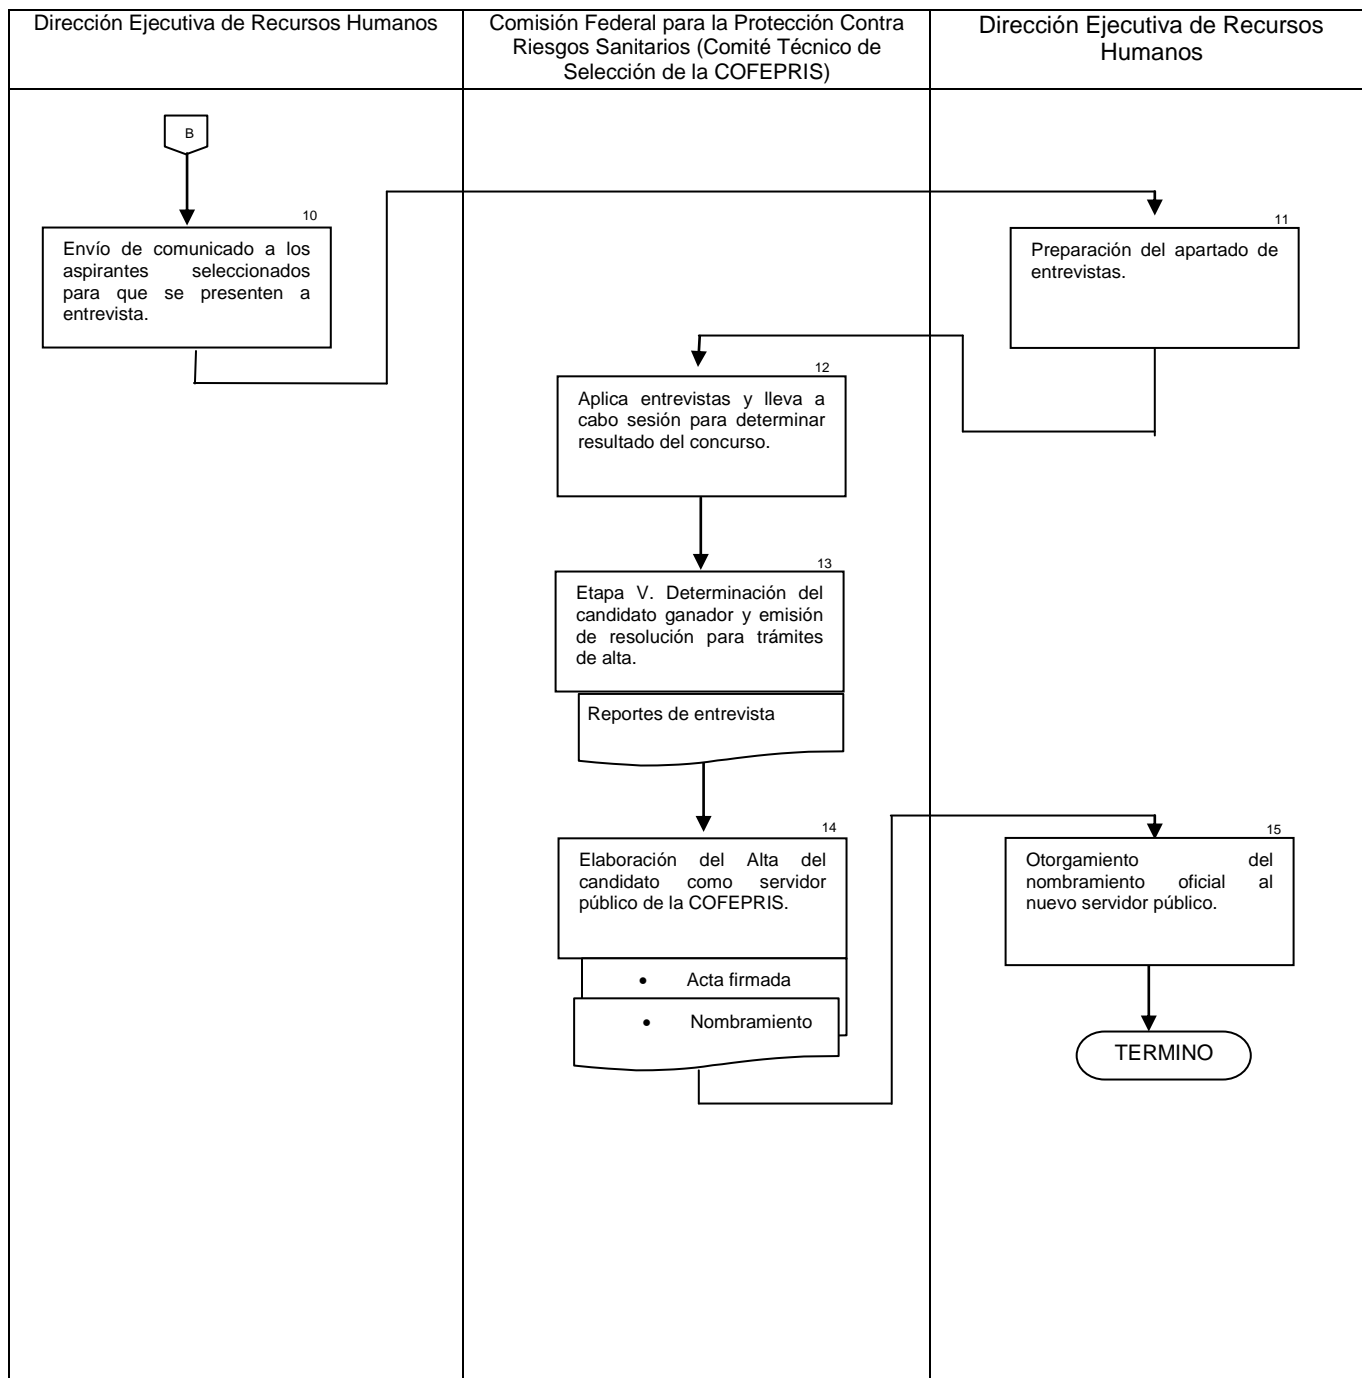 Dirección Ejecutiva de Recursos Humanos
Comisión Federal para la Protección Contra
Riesgos Sanitarios (Comité Técnico de
Selección de la COFEPRIS)
Dirección Ejecutiva de Recursos
Humanos
B
10
Envío de comunicado a los
aspirantes seleccionados
para que se presenten a
entrevista.
11
Preparación del apartado de
entrevistas.
12
Aplica entrevistas y lleva a
cabo sesión para determinar
resultado del concurso.
13
Etapa V. Determinación del
candidato ganador y emisión
de resolución para trámites
de alta.
Reportes de entrevista
14
Elaboración del Alta del
candidato como servidor
público de la COFEPRIS.
• Acta firmada
• Nombramiento
15
Otorgamiento del
nombramiento oficial al
nuevo servidor público.
TERMINO